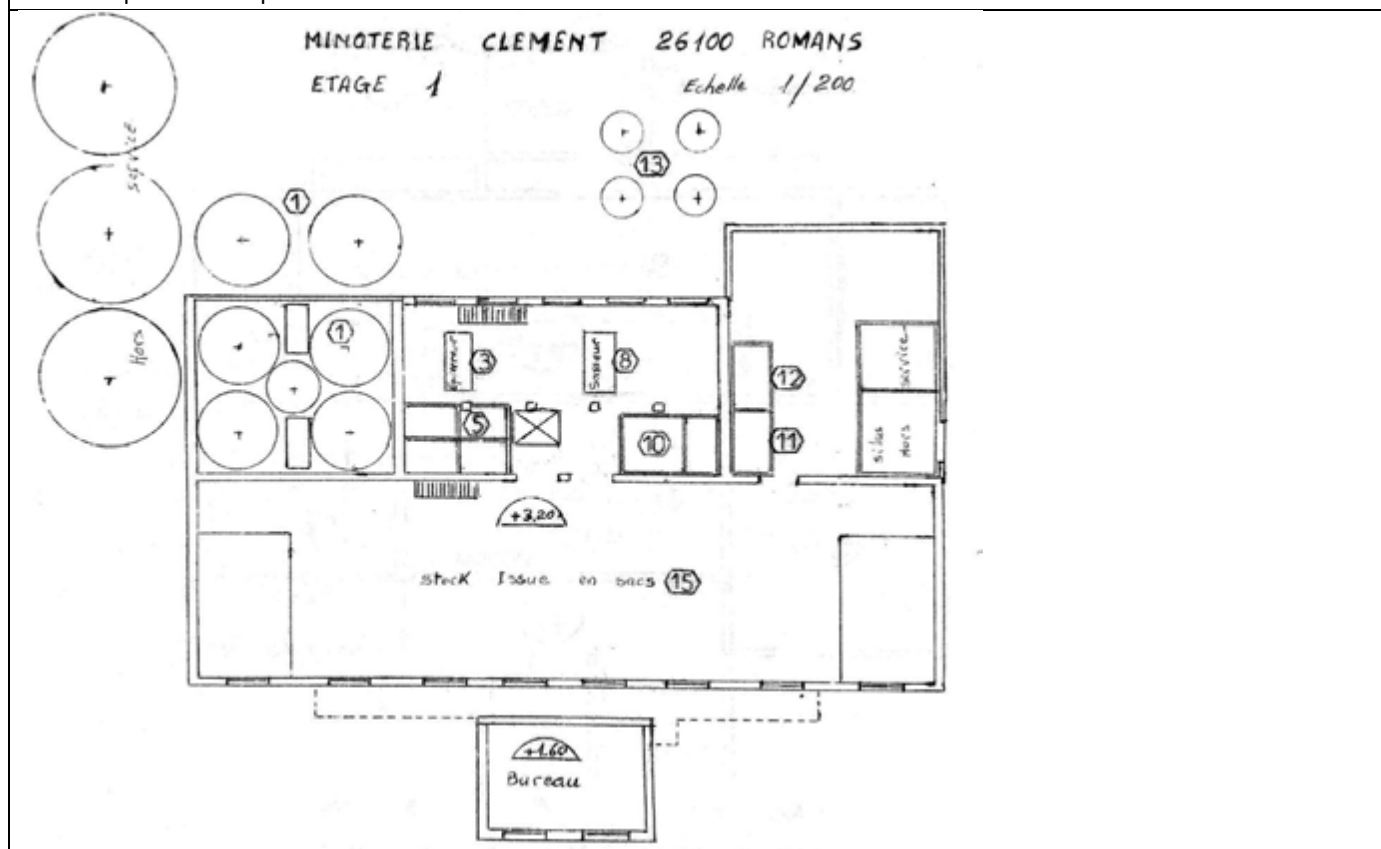 MINOTERIE CLEMENT 26100 ROMANS
ETAGE 1
Echelle 1/200
13
Hors service
1
1
3
Sasseur
8
5
10
12
11
silos Hors service
+3,20
stock Issue en sacs 15
+1.60
Bureau